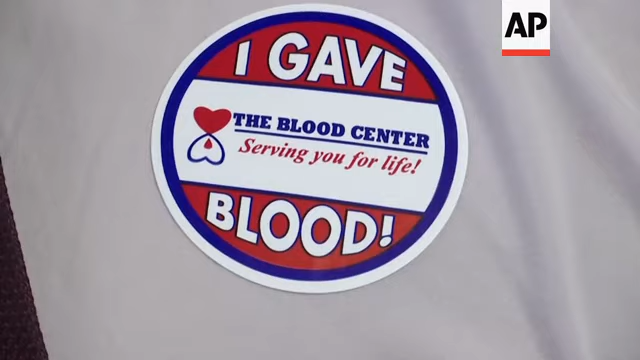 AP
I GAVE
THE BLOOD CENTER
Serving you for life!
BLOOD!